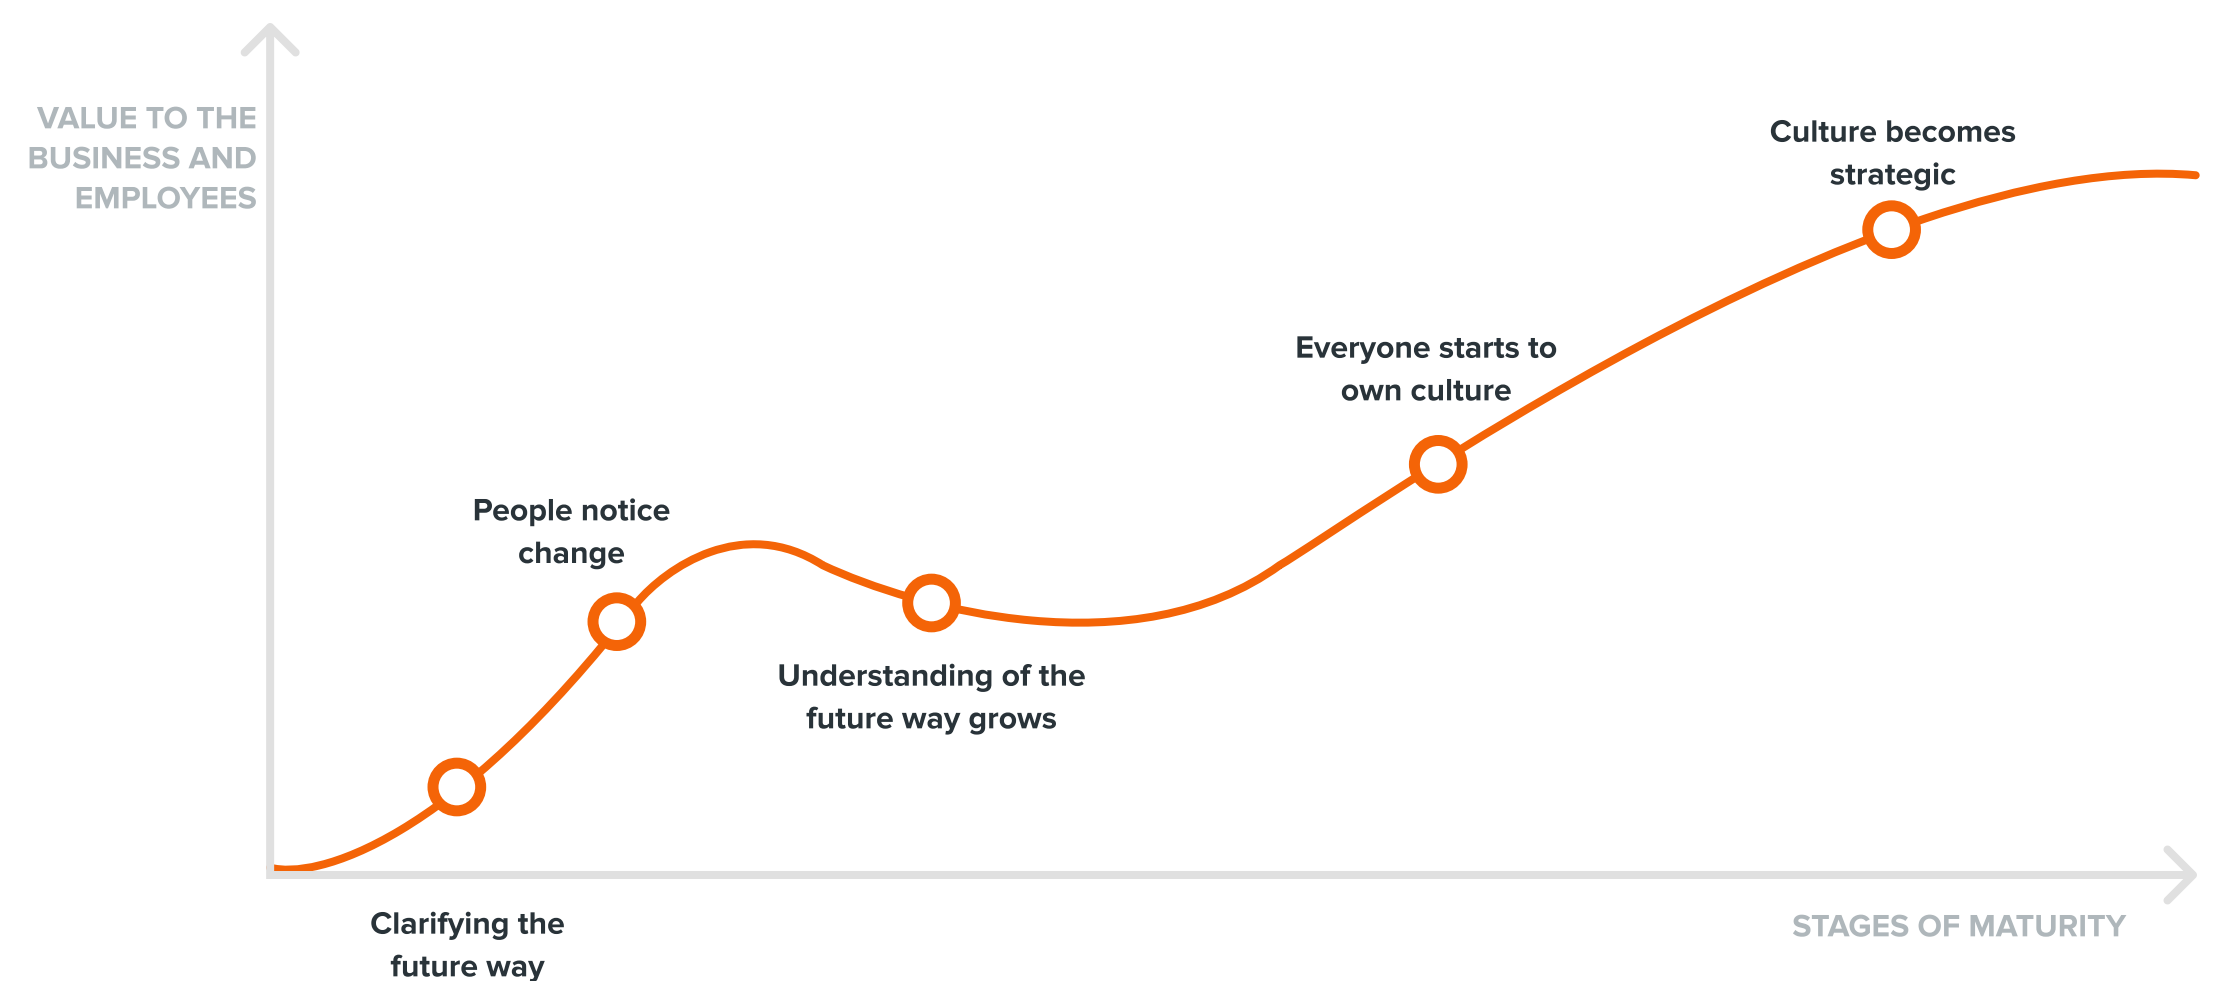 VALUE TO THE
BUSINESS AND
EMPLOYEES
Culture becomes
strategic
Everyone starts to
own culture
People notice
change
Understanding of the
future way grows
Clarifying the
future way
STAGES OF MATURITY